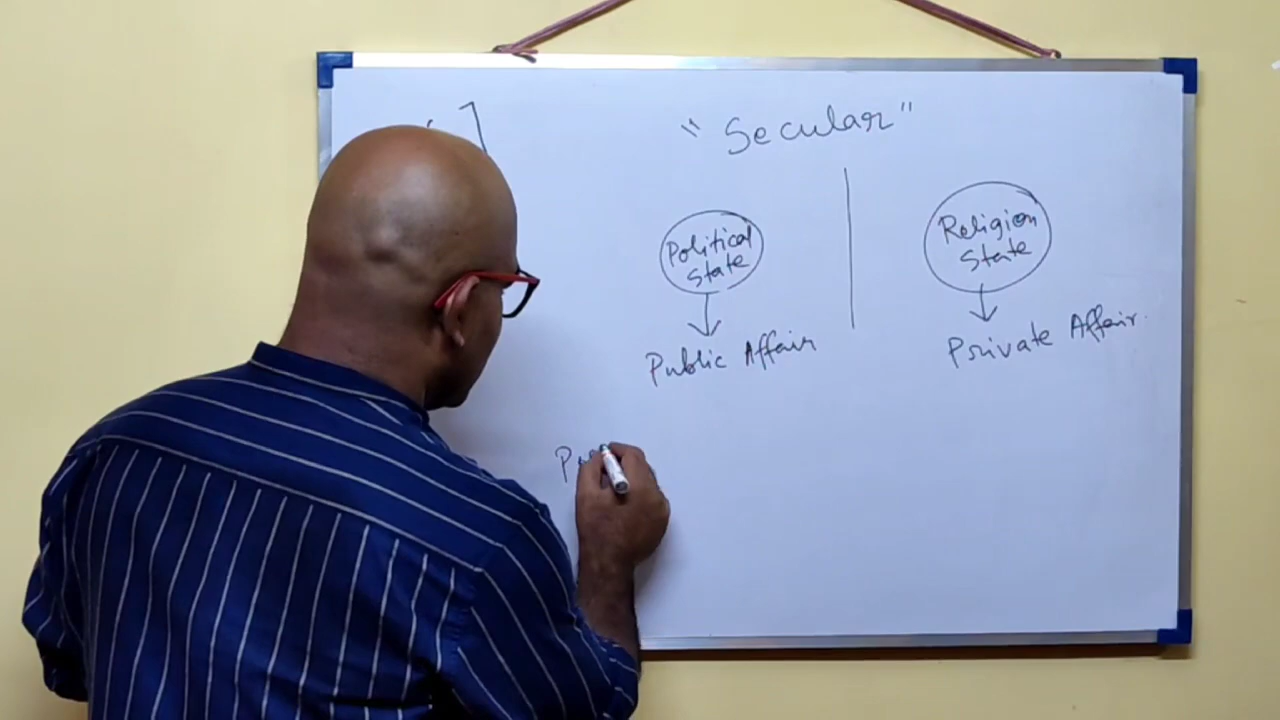 "Secular"
Political
State
Religion
State
Public Affair
Private Affair.